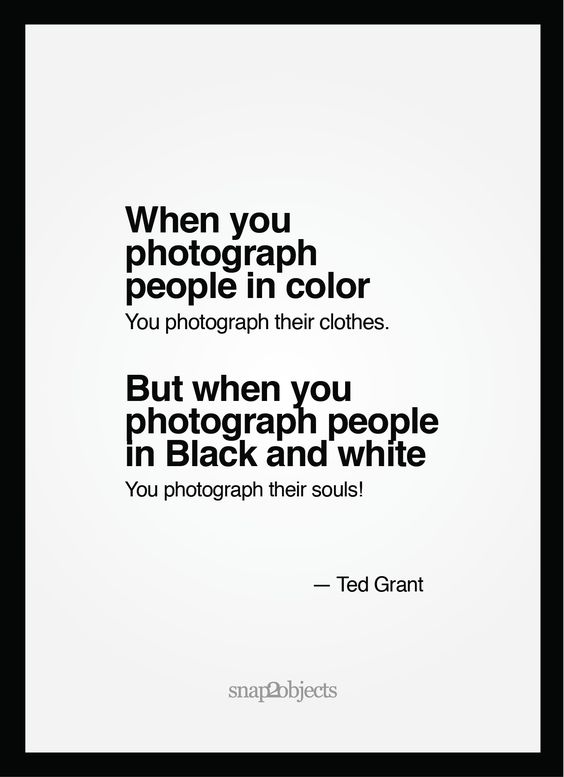 When you
photograph
people in color
You photograph their clothes.
But when you
photograph people
in Black and white
You photograph their souls!
— Ted Grant
snap2objects